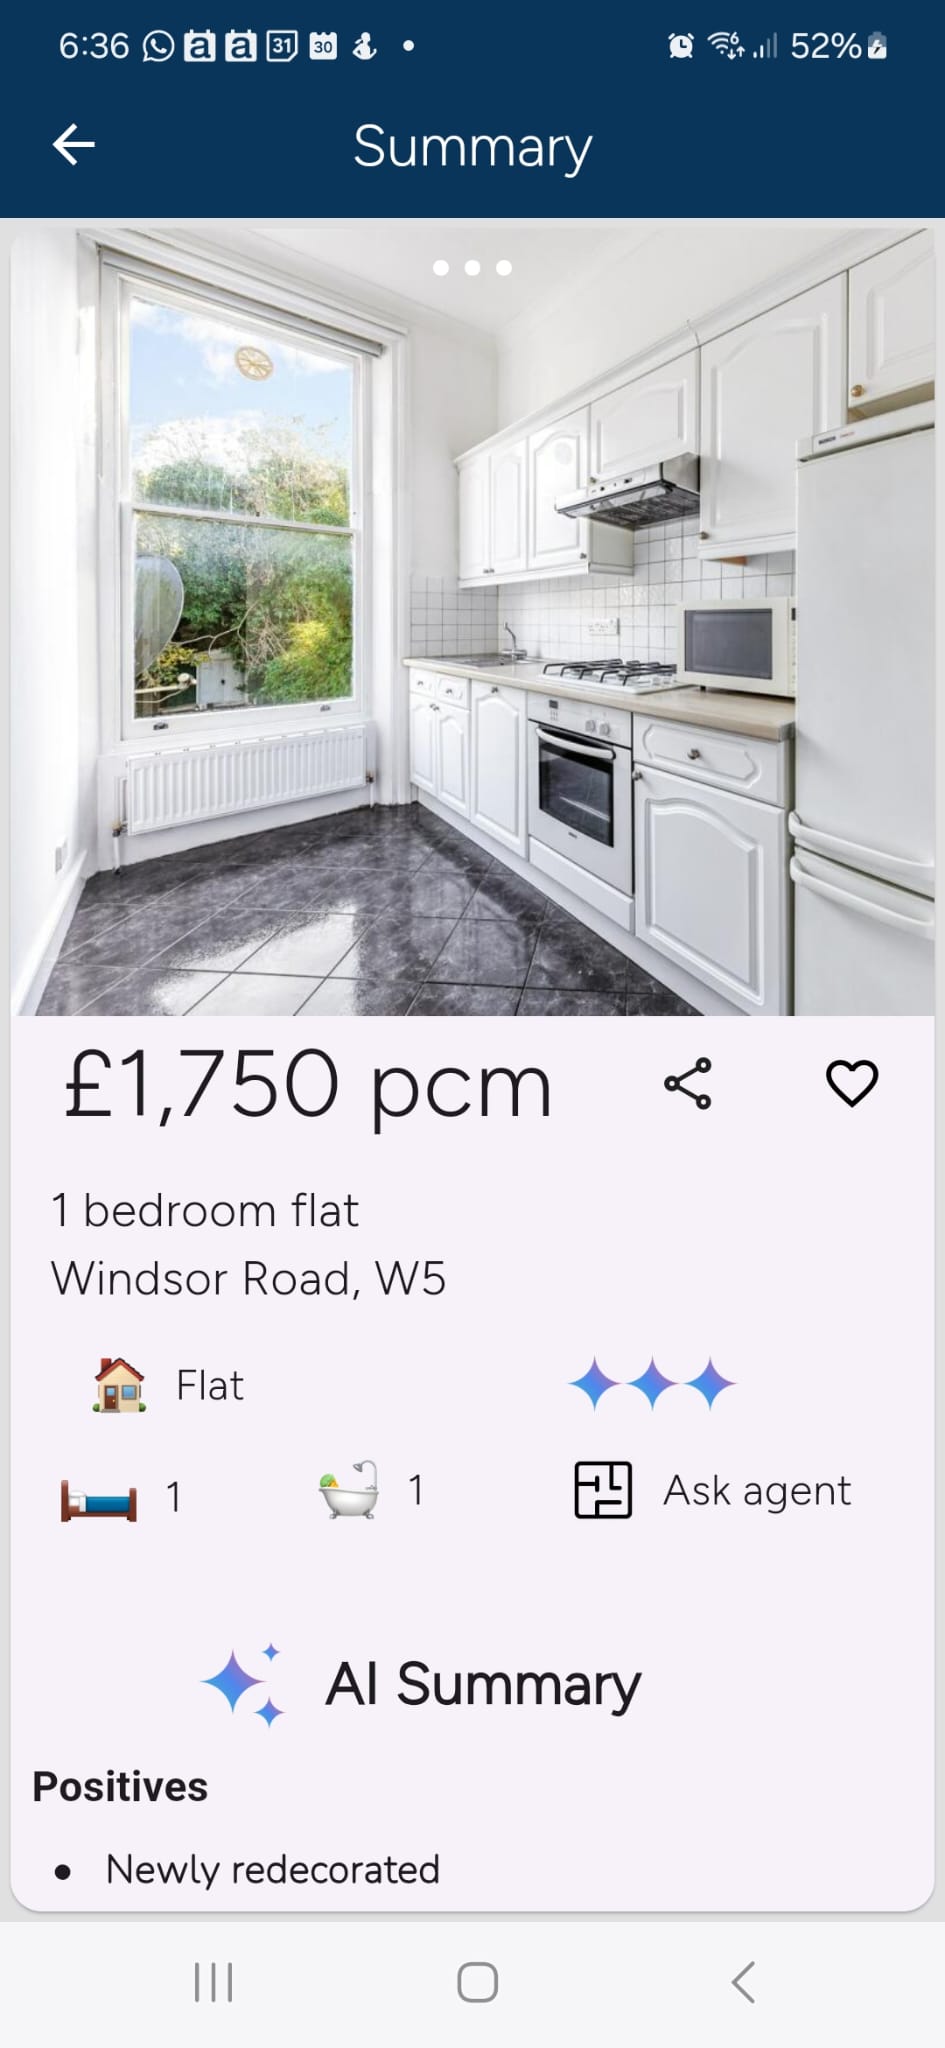 6:36 a a 31 30 6 52%
Summary
£1,750 pcm
1 bedroom flat
Windsor Road, W5
Flat
1 1 Ask agent
AI Summary
Positives
• Newly redecorated